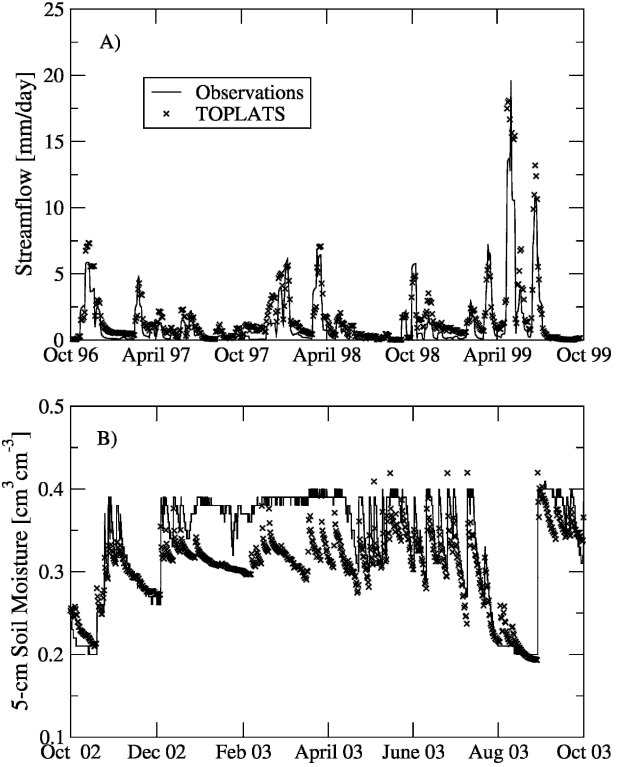 25
A)
20
Observations
TOPLATS
15
10
5
0
Streamflow [mm/day]
Oct 96 April 97 Oct 97 April 98 Oct 98 April 99 Oct 99
0.5
B)
0.4
0.3
0.2
0.1
5-cm Soil Moisture [cm³ cm⁻³]
Oct 02 Dec 02 Feb 03 April 03 June 03 Aug 03 Oct 03